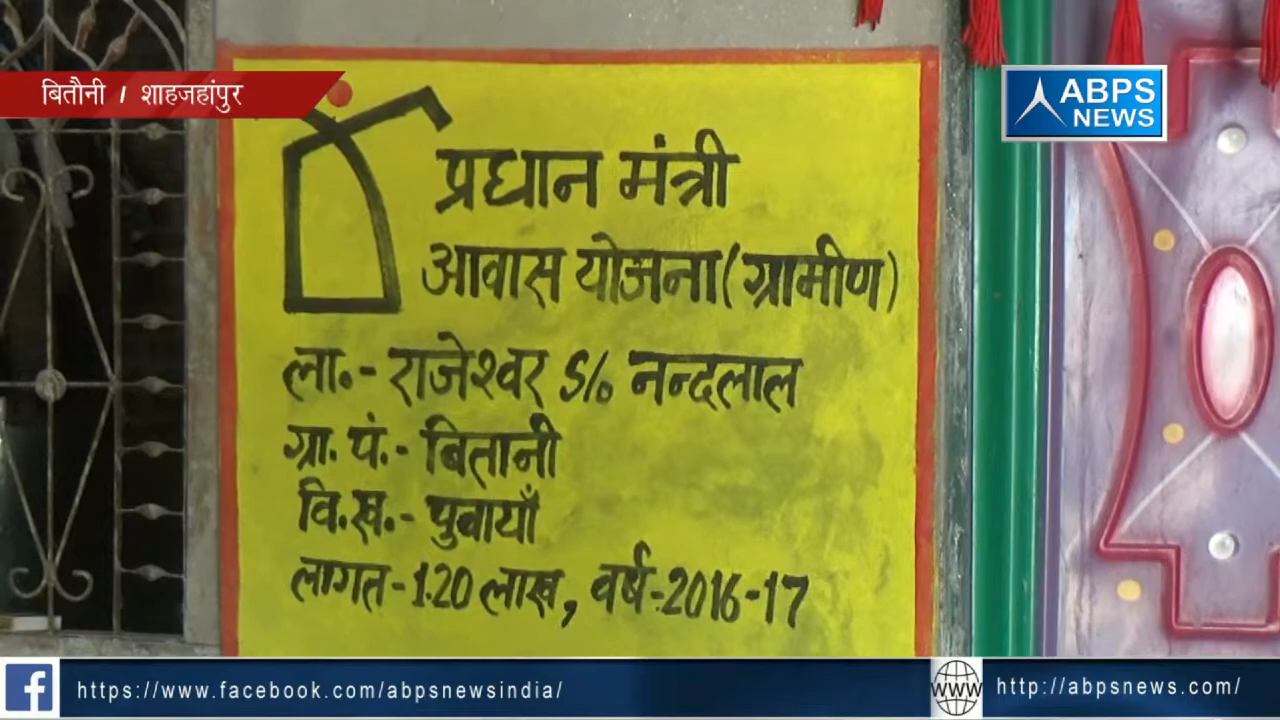 बितौनी / शाहजहांपुर
ABPS
NEWS
प्रधान मंत्री
आवास योजना (ग्रामीण)
ला.- राजेश्वर S/o नन्दलाल
ग्रा. पं.- बितानी
वि.ख.- पुवायाँ
लागत-1.20 लाख, वर्ष-2016-17
https://www.facebook.com/abpsnewsindia/
www
http://abpsnews.com/